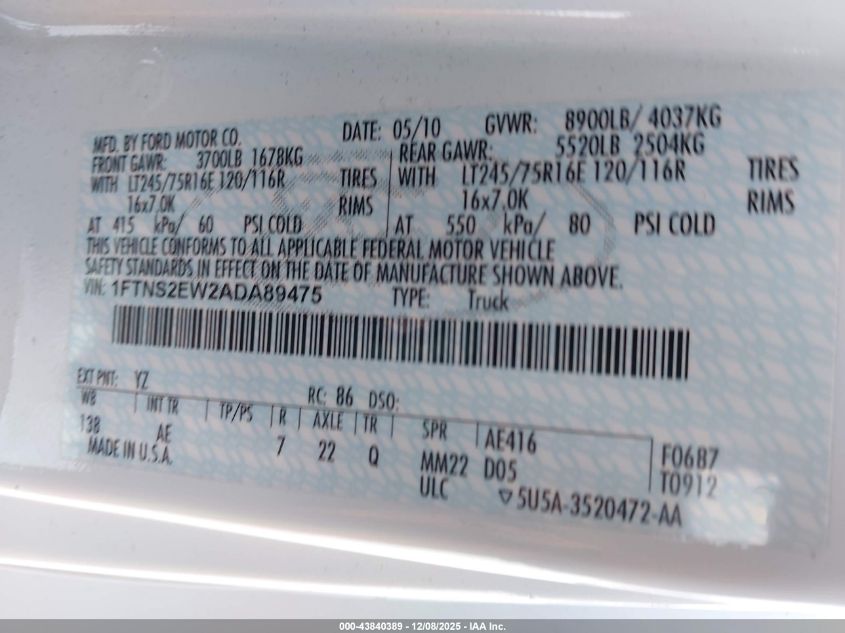 MFD. BY FORD MOTOR CO. DATE: 05/10 GVWR: 8900LB/ 4037KG
FRONT GAWR: 3700LB 1678KG REAR GAWR: 5520LB 2504KG
WITH LT245/75R16E 120/116R TIRES WITH LT245/75R16E 120/116R TIRES
16x7.0K RIMS 16x7.0K RIMS
AT 415 kPa/ 60 PSI COLD AT 550 kPa/ 80 PSI COLD
THIS VEHICLE CONFORMS TO ALL APPLICABLE FEDERAL MOTOR VEHICLE
SAFETY STANDARDS IN EFFECT ON THE DATE OF MANUFACTURE SHOWN ABOVE.
VIN: 1FTNS2EW2ADA89475 TYPE: Truck
EXT PNT: YZ RC: 86 DSO:
WB INT TR TP/PS R AXLE TR SPR AE416 F0687
138 AE 7 22 Q MM22 D05 T0912
MADE IN U.S.A. ULC ▽5U5A-3520472-AA
000-43840389 - 12/08/2025 - IAA Inc.